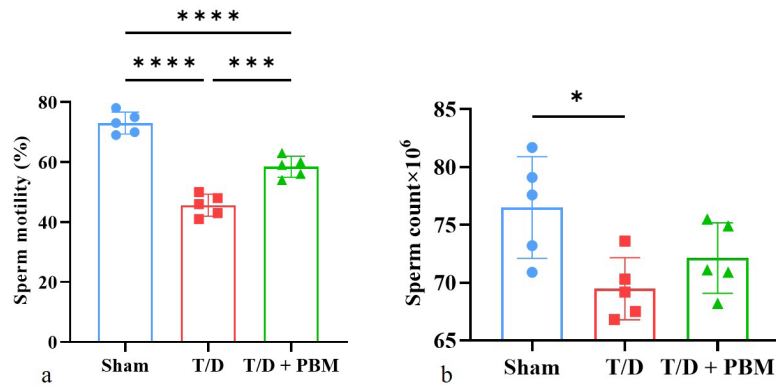 ****
**** ***
Sperm motility (%)
80
60
40
20
0
Sham T/D T/D + PBM
a
*
Sperm count×10⁶
85
80
75
70
65
Sham T/D T/D + PBM
b